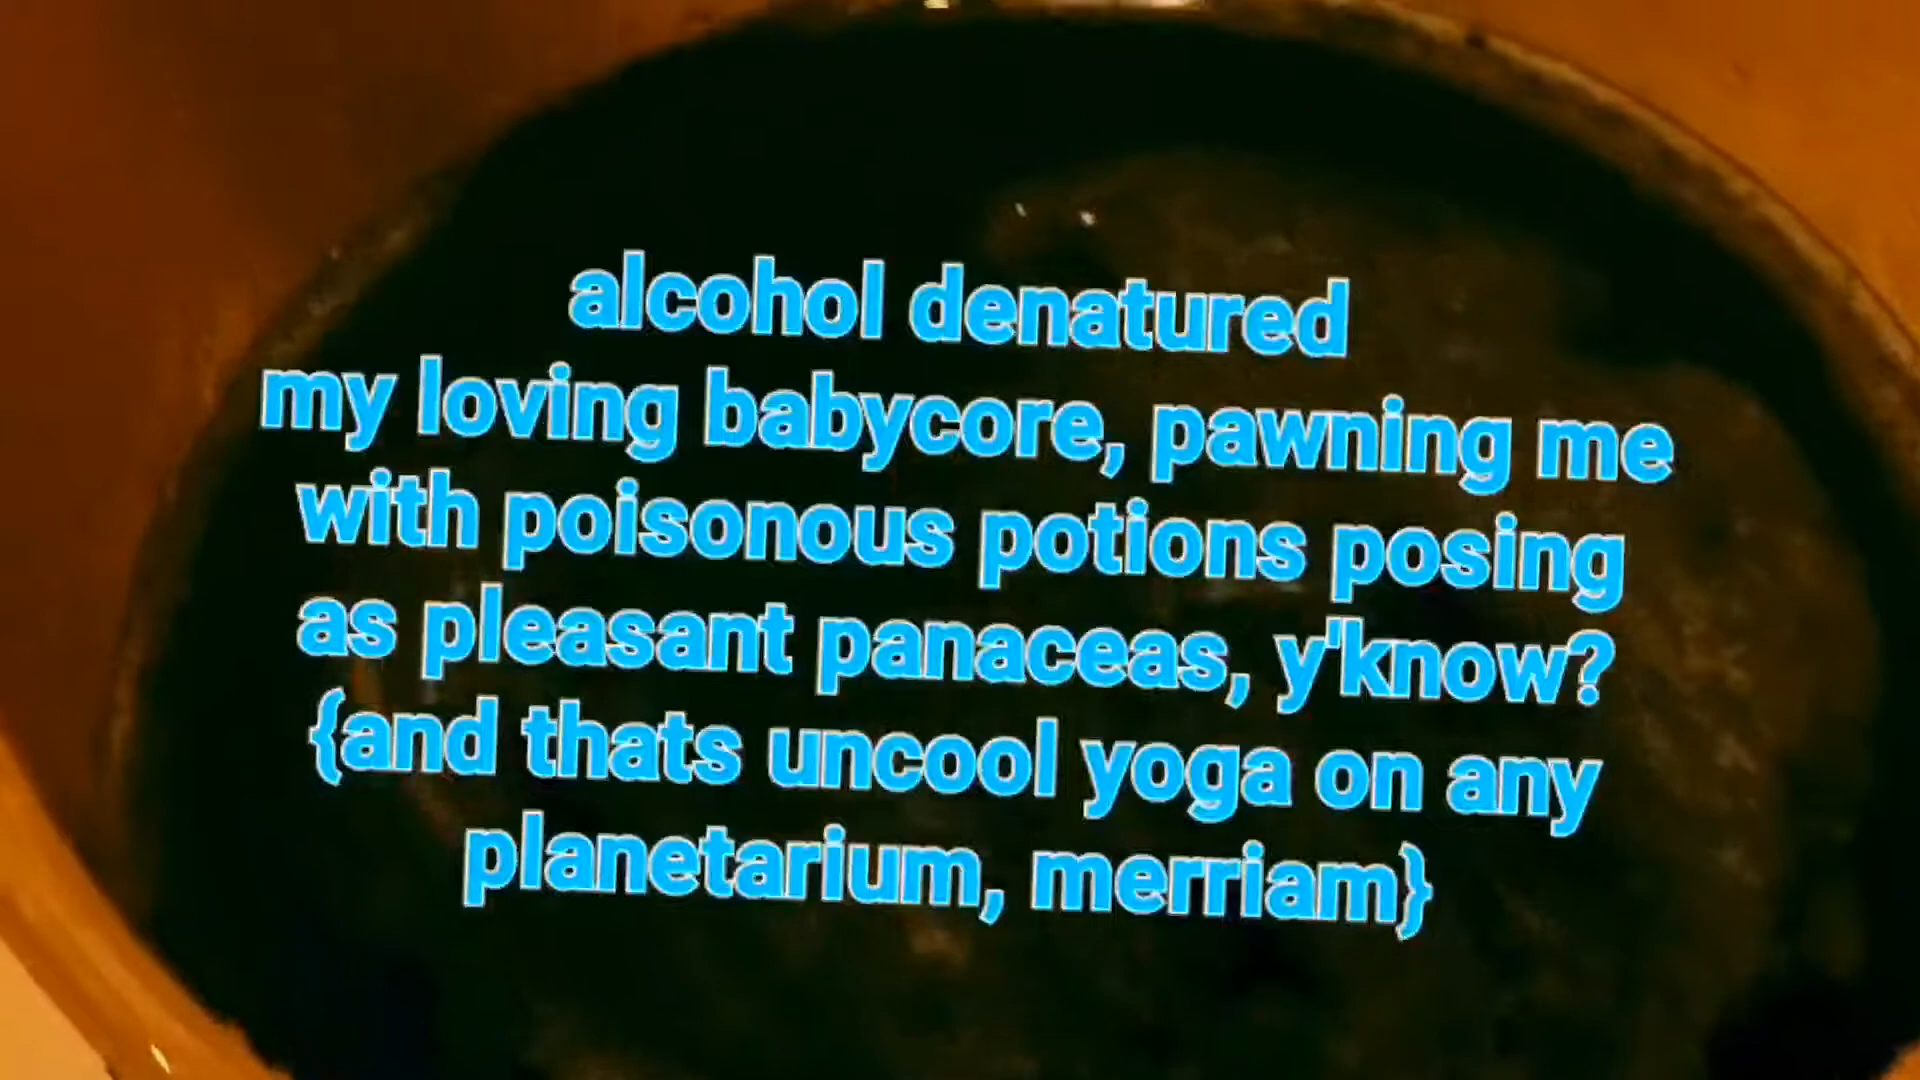 alcohol denatured
my loving babycore, pawning me
with poisonous potions posing
as pleasant panaceas, y'know?
{and thats uncool yoga on any
planetarium, merriam}